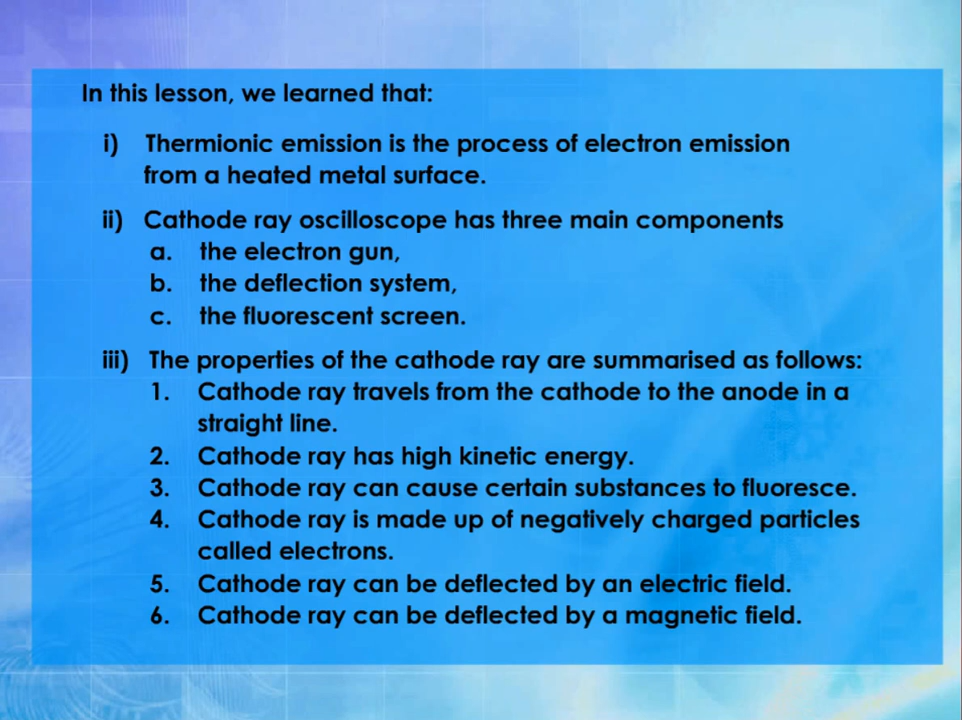 In this lesson, we learned that:
i) Thermionic emission is the process of electron emission
from a heated metal surface.
ii) Cathode ray oscilloscope has three main components
a. the electron gun,
b. the deflection system,
c. the fluorescent screen.
iii) The properties of the cathode ray are summarised as follows:
1. Cathode ray travels from the cathode to the anode in a
straight line.
2. Cathode ray has high kinetic energy.
3. Cathode ray can cause certain substances to fluoresce.
4. Cathode ray is made up of negatively charged particles
called electrons.
5. Cathode ray can be deflected by an electric field.
6. Cathode ray can be deflected by a magnetic field.